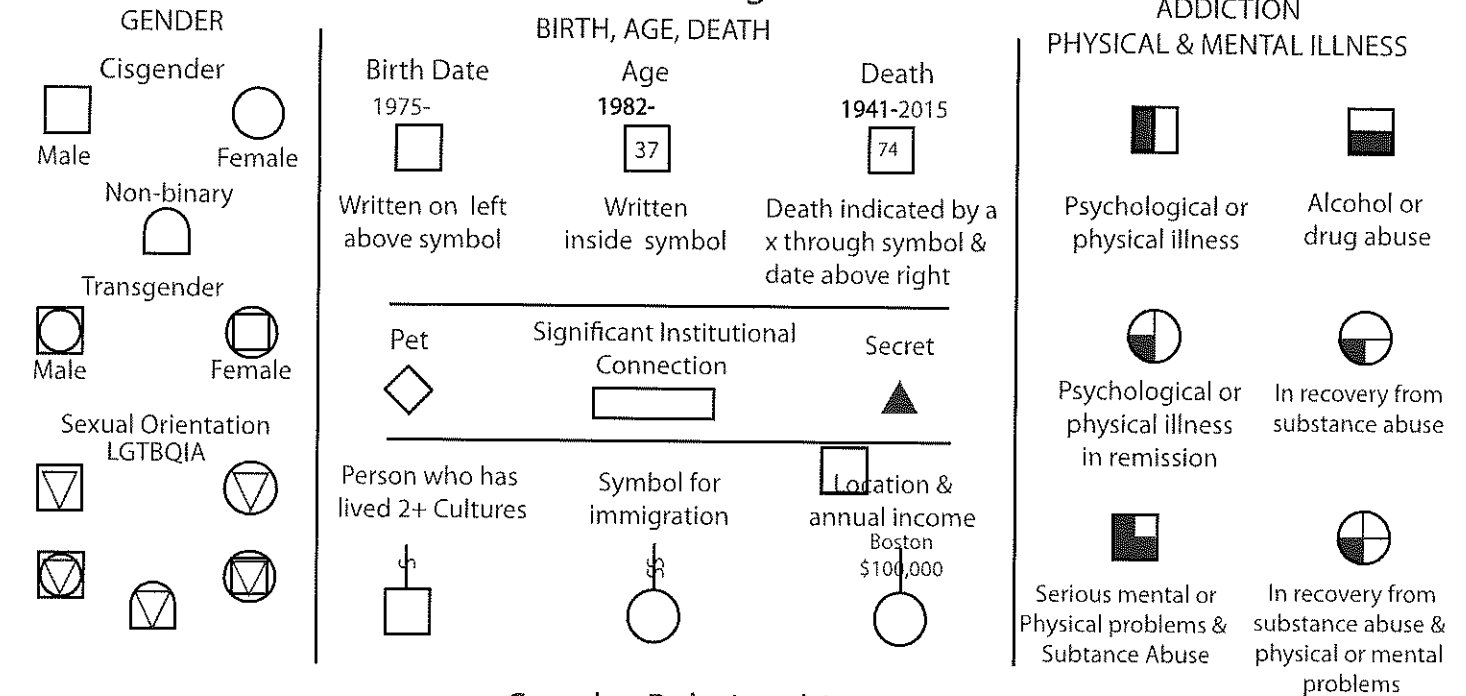 GENDER
Cisgender
Male
Female
Non-binary
Transgender
Male
Female
Sexual Orientation
LGTBQIA
BIRTH, AGE, DEATH
Birth Date
1975-
Written on left
above symbol
Age
1982-
37
Written
inside symbol
Death
1941-2015
74
Death indicated by a
x through symbol &
date above right
Pet
Significant Institutional
Connection
Secret
Person who has
lived 2+ Cultures
Symbol for
immigration
Location &
annual income
Boston
$100,000
ADDICTION
PHYSICAL & MENTAL ILLNESS
Psychological or
physical illness
Alcohol or
drug abuse
Psychological or
physical illness
in remission
In recovery from
substance abuse
Serious mental or
Physical problems &
Subtance Abuse
In recovery from
substance abuse &
physical or mental
problems